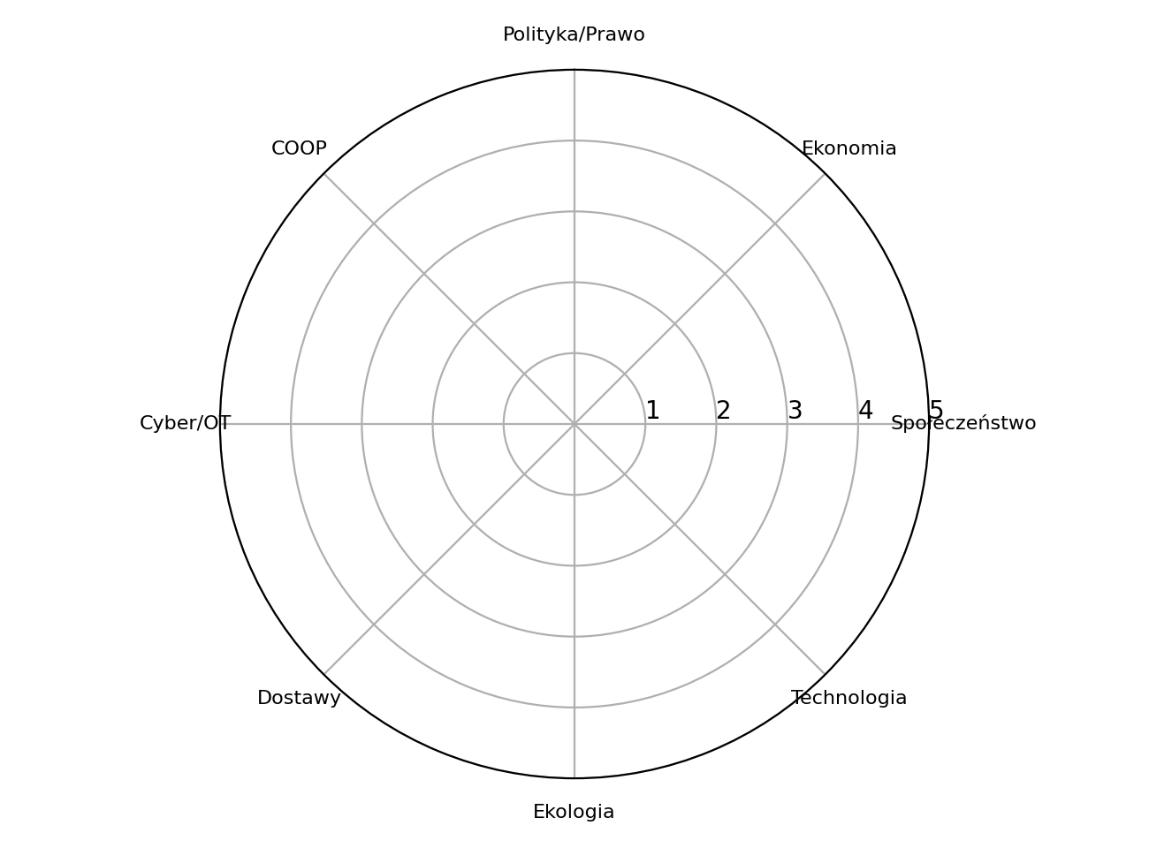 Polityka/Prawo
COOP
Ekonomia
1
2
3
4
5
Cyber/OT
Społeczeństwo
Dostawy
Technologia
Ekologia